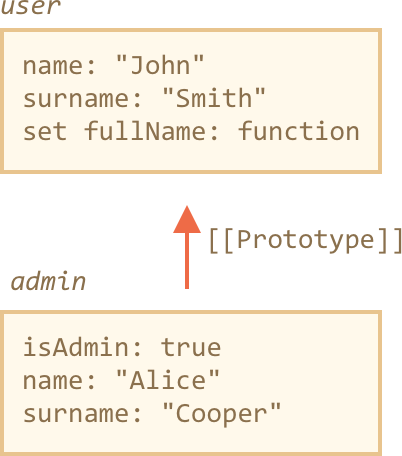 user
name: "John"
surname: "Smith"
set fullName: function
[[Prototype]]
admin
isAdmin: true
name: "Alice"
surname: "Cooper"